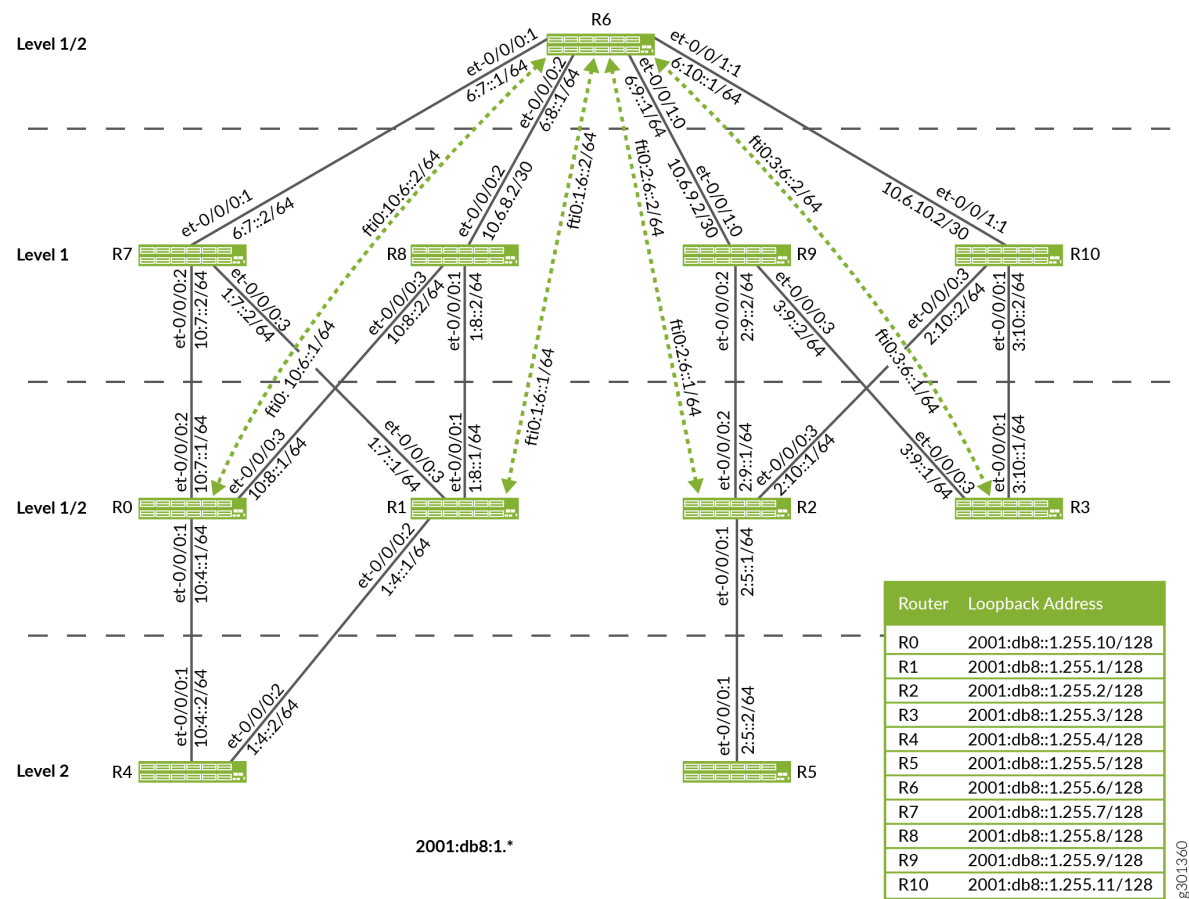 R6
Level 1/2
et-0/0/0:1
6:7::1/64
et-0/0/0:2
6:8::1/64
et-0/0/1:0
6:9::1/64
et-0/0/1:1
6:10::1/64
fti0:10:6::2/64
fti0:1:6::2/64
fti0:2:6::2/64
fti0:3:6::2/64
et-0/0/0:1
6:7::2/64
et-0/0/0:2
10.6.8.2/30
et-0/0/1:0
10.6.9.2/30
et-0/0/1:1
10.6.10.2/30
Level 1
R7
R8
R9
R10
et-0/0/0:2
10:7::2/64
et-0/0/0:3
1:7::2/64
et-0/0/0:3
10:8::2/64
et-0/0/0:1
1:8::2/64
et-0/0/0:2
2:9::2/64
et-0/0/0:3
3:9::2/64
et-0/0/0:3
2:10::2/64
et-0/0/0:1
3:10::2/64
fti0: 10:6::1/64
fti0:1:6::1/64
fti0:2:6::1/64
fti0:3:6::1/64
et-0/0/0:2
10:7::1/64
et-0/0/0:3
10:8::1/64
et-0/0/0:3
1:7::1/64
et-0/0/0:1
1:8::1/64
et-0/0/0:2
2:9::1/64
et-0/0/0:3
2:10::1/64
et-0/0/0:3
3:9::1/64
et-0/0/0:1
3:10::1/64
Level 1/2
R0
R1
R2
R3
et-0/0/0:1
10:4::1/64
et-0/0/0:2
1:4::1/64
et-0/0/0:1
2:5::1/64
et-0/0/0:1
10:4::2/64
et-0/0/0:2
1:4::2/64
et-0/0/0:1
2:5::2/64
Level 2
R4
R5
2001:db8:1.*
Router Loopback Address
R0 2001:db8::1.255.10/128
R1 2001:db8::1.255.1/128
R2 2001:db8::1.255.2/128
R3 2001:db8::1.255.3/128
R4 2001:db8::1.255.4/128
R5 2001:db8::1.255.5/128
R6 2001:db8::1.255.6/128
R7 2001:db8::1.255.7/128
R8 2001:db8::1.255.8/128
R9 2001:db8::1.255.9/128
R10 2001:db8::1.255.11/128
g301360